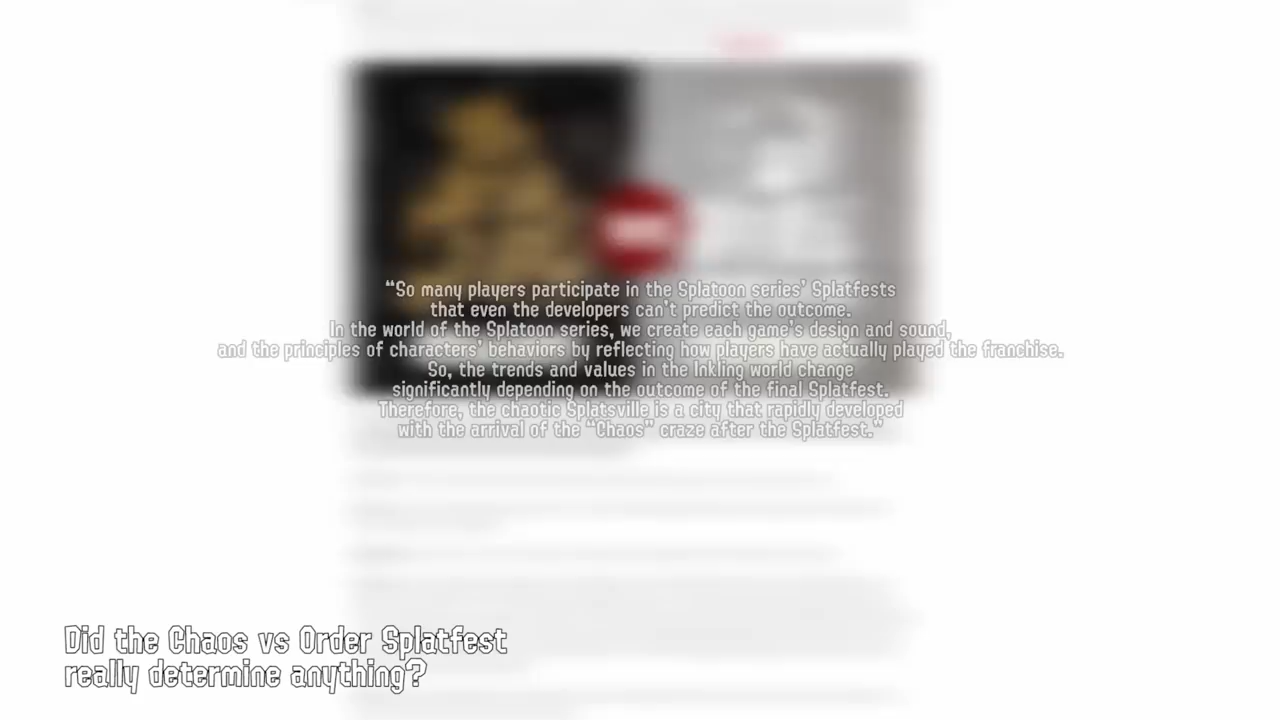 “So many players participate in the Splatoon series’ Splatfests
that even the developers can’t predict the outcome.
In the world of the Splatoon series, we create each game’s design and sound,
and the principles of characters’ behaviors by reflecting how players have actually played the franchise.
So, the trends and values in the Inkling world change
significantly depending on the outcome of the final Splatfest.
Therefore, the chaotic Splatsville is a city that rapidly developed
with the arrival of the “Chaos” craze after the Splatfest.”
Did the Chaos vs Order Splatfest
really determine anything?